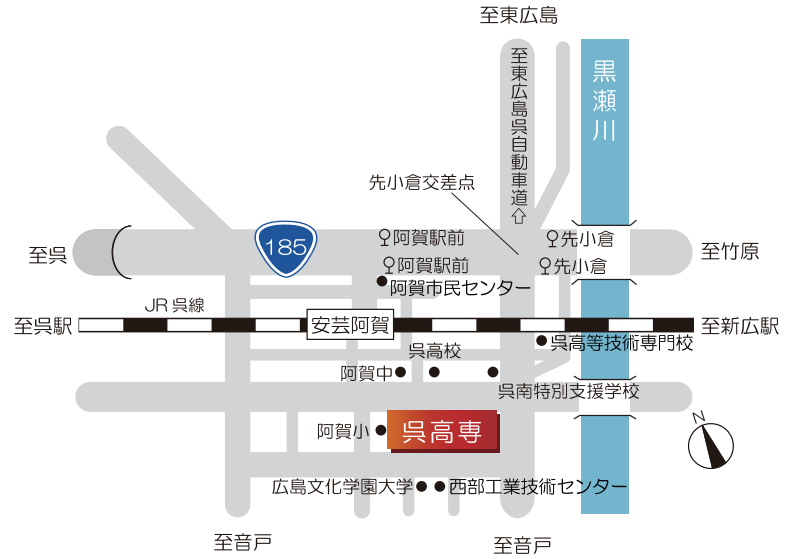 至東広島
至東広島呉自動車道
黒瀬川
先小倉交差点
185
阿賀駅前
先小倉
至呉
至竹原
阿賀駅前
先小倉
阿賀市民センター
JR 呉線
至呉駅
安芸阿賀
至新広駅
呉高等技術専門校
呉高校
阿賀中
呉南特別支援学校
阿賀小
呉高専
N
広島文化学園大学
西部工業技術センター
至音戸
至音戸